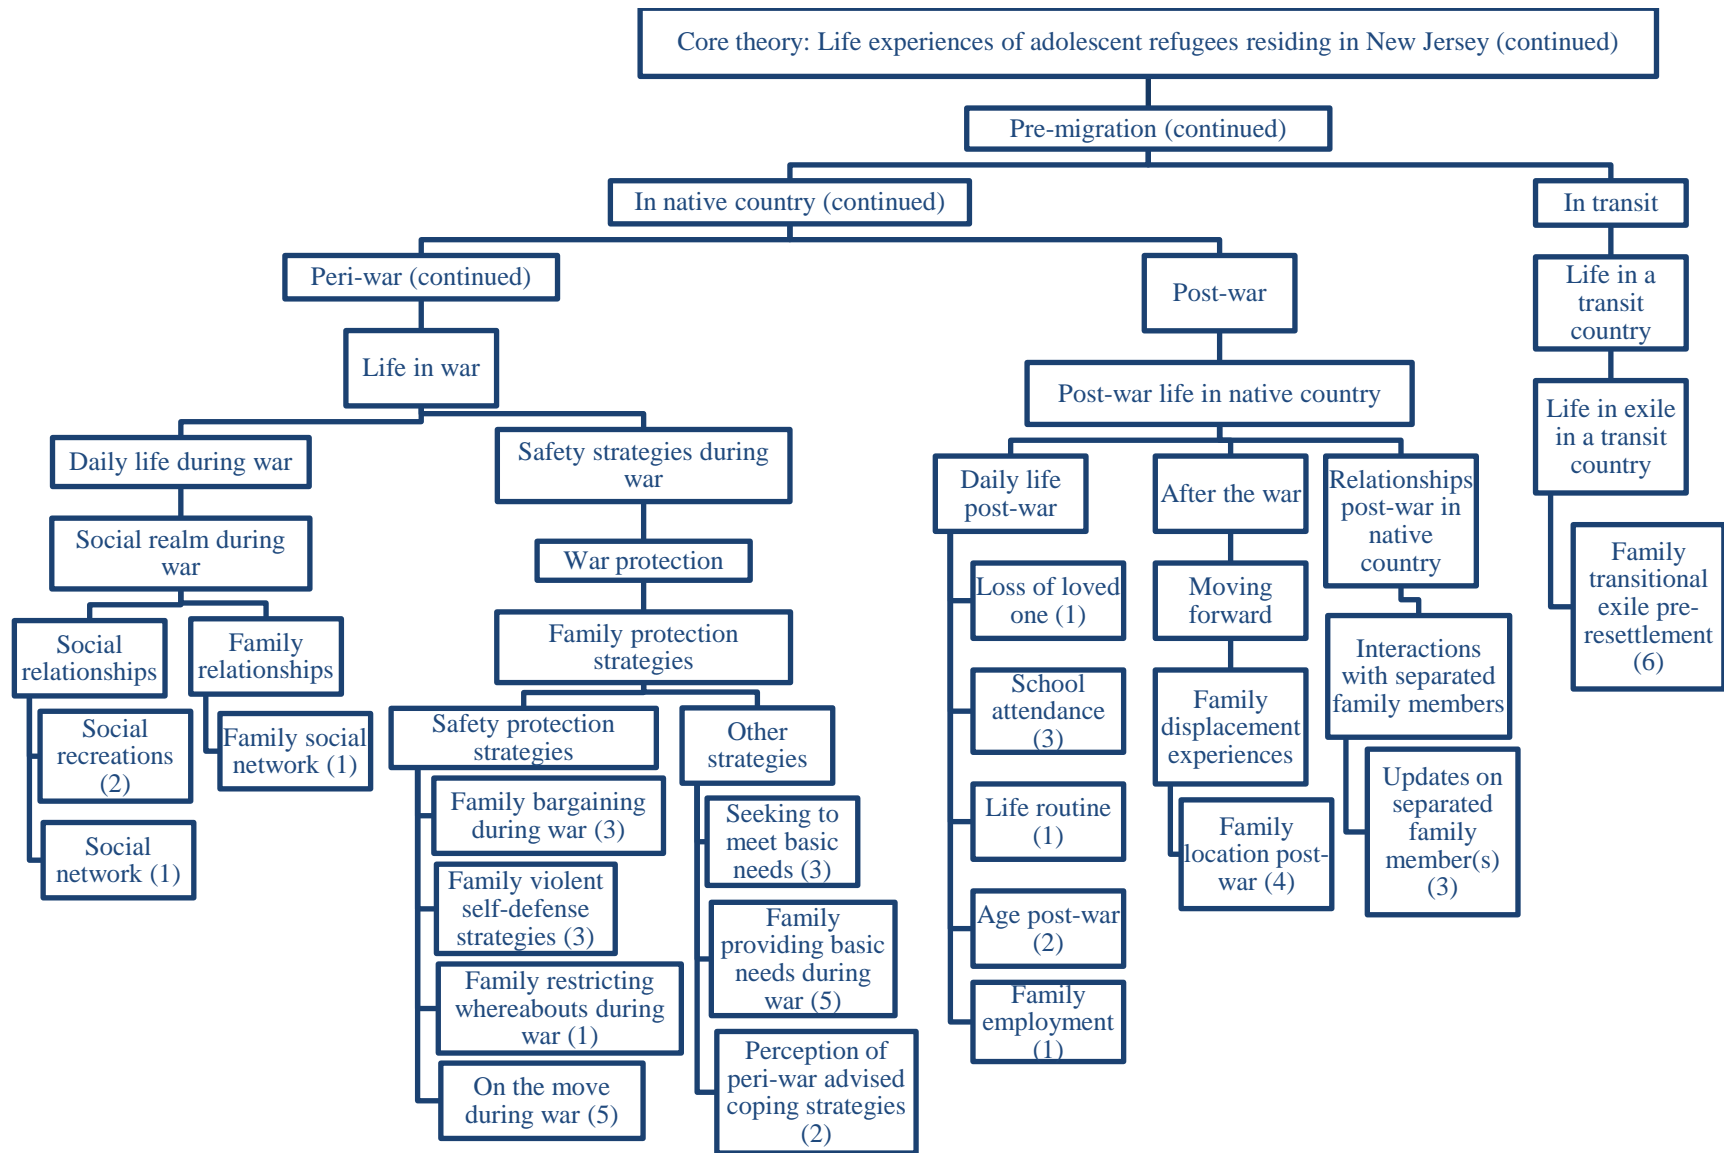 Core theory: Life experiences of adolescent refugees residing in New Jersey (continued)
Pre-migration (continued)
In native country (continued)
In transit
Peri-war (continued)
Post-war
Life in a
transit
country
Life in war
Post-war life in native country
Life in exile
in a transit
country
Daily life during war
Safety strategies during
war
Daily life
post-war
After the war
Relationships
post-war in
native
country
Family
transitional
exile pre-
resettlement
(6)
Social realm during
war
War protection
Loss of loved
one (1)
Moving
forward
Interactions
with separated
family members
Social
relationships
Family
relationships
Family protection
strategies
School
attendance
(3)
Family
displacement
experiences
Social
recreations
(2)
Family social
network (1)
Safety protection
strategies
Other
strategies
Updates on
separated
family
member(s)
(3)
Family bargaining
during war (3)
Seeking to
meet basic
needs (3)
Life routine
(1)
Family
location post-
war (4)
Social
network (1)
Family violent
self-defense
strategies (3)
Family
providing basic
needs during
war (5)
Age post-war
(2)
Family restricting
whereabouts during
war (1)
Family
employment
(1)
On the move
during war (5)
Perception of
peri-war advised
coping strategies
(2)